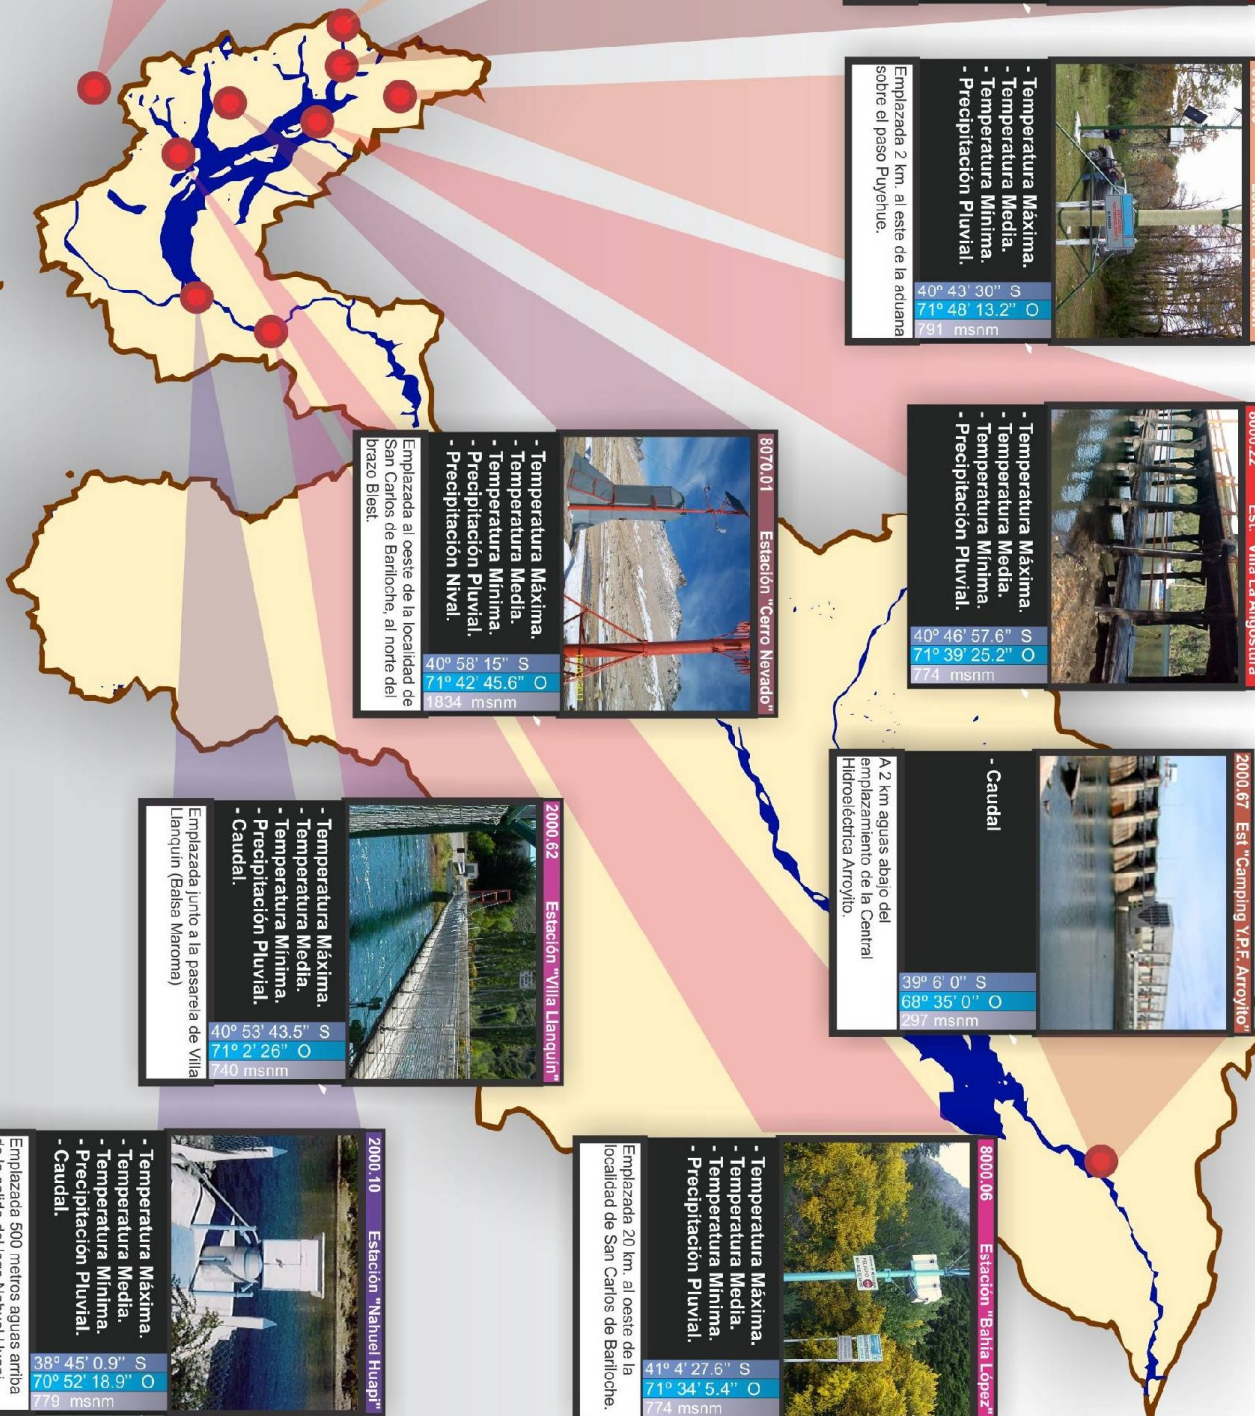 - Temperatura Máxima.
- Temperatura Media.
- Temperatura Mínima.
- Precipitación Pluvial.
40º 43' 30'' S
71º 48' 13.2'' O
791 msnm
Emplazada 2 km. al este de la aduana
sobre el paso Puyehue.
8000.22 Est. "Villa La Angostura"
- Temperatura Máxima.
- Temperatura Media.
- Temperatura Mínima.
- Precipitación Pluvial.
40º 46' 57.6'' S
71º 39' 25.2'' O
774 msnm
2000.67 Est "Camping Y.P.F. Arroyito"
- Caudal
39º 6' 0'' S
68º 35' 0'' O
297 msnm
A 2 km aguas abajo del
emplazamiento de la Central
Hidroeléctrica Arroyito.
8070.01 Estación "Cerro Nevado"
- Temperatura Máxima.
- Temperatura Media.
- Temperatura Mínima.
- Precipitación Pluvial.
- Precipitación Nival.
40º 58' 15'' S
71º 42' 45.6'' O
1834 msnm
Emplazada al oeste de la localidad de
San Carlos de Bariloche, al norte del
brazo Blest.
2000.62 Estación "Villa Llanquín"
- Temperatura Máxima.
- Temperatura Media.
- Temperatura Mínima.
- Precipitación Pluvial.
- Caudal.
40º 53' 43.5'' S
71º 2' 26'' O
740 msnm
Emplazada junto a la pasarela de Villa
Llanquin (Balsa Maroma)
8000.06 Estación "Bahía López"
- Temperatura Máxima.
- Temperatura Media.
- Temperatura Mínima.
- Precipitación Pluvial.
41º 4' 27.6'' S
71º 34' 5.4'' O
774 msnm
Emplazada 20 km. al oeste de la
localidad de San Carlos de Bariloche.
2000.10 Estación "Nahuel Huapi"
- Temperatura Máxima.
- Temperatura Media.
- Temperatura Mínima.
- Precipitación Pluvial.
- Caudal.
38º 45' 0.9'' S
70º 52' 18.9'' O
779 msnm
Emplazada 500 metros aguas arriba